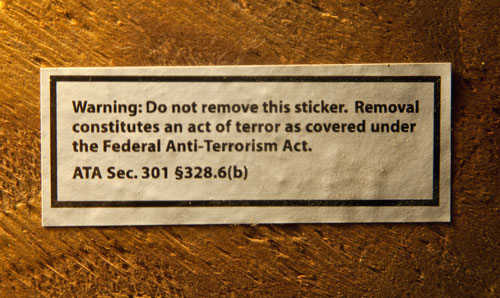 Warning: Do not remove this sticker. Removal
constitutes an act of terror as covered under
the Federal Anti-Terrorism Act.
ATA Sec. 301 §328.6(b)